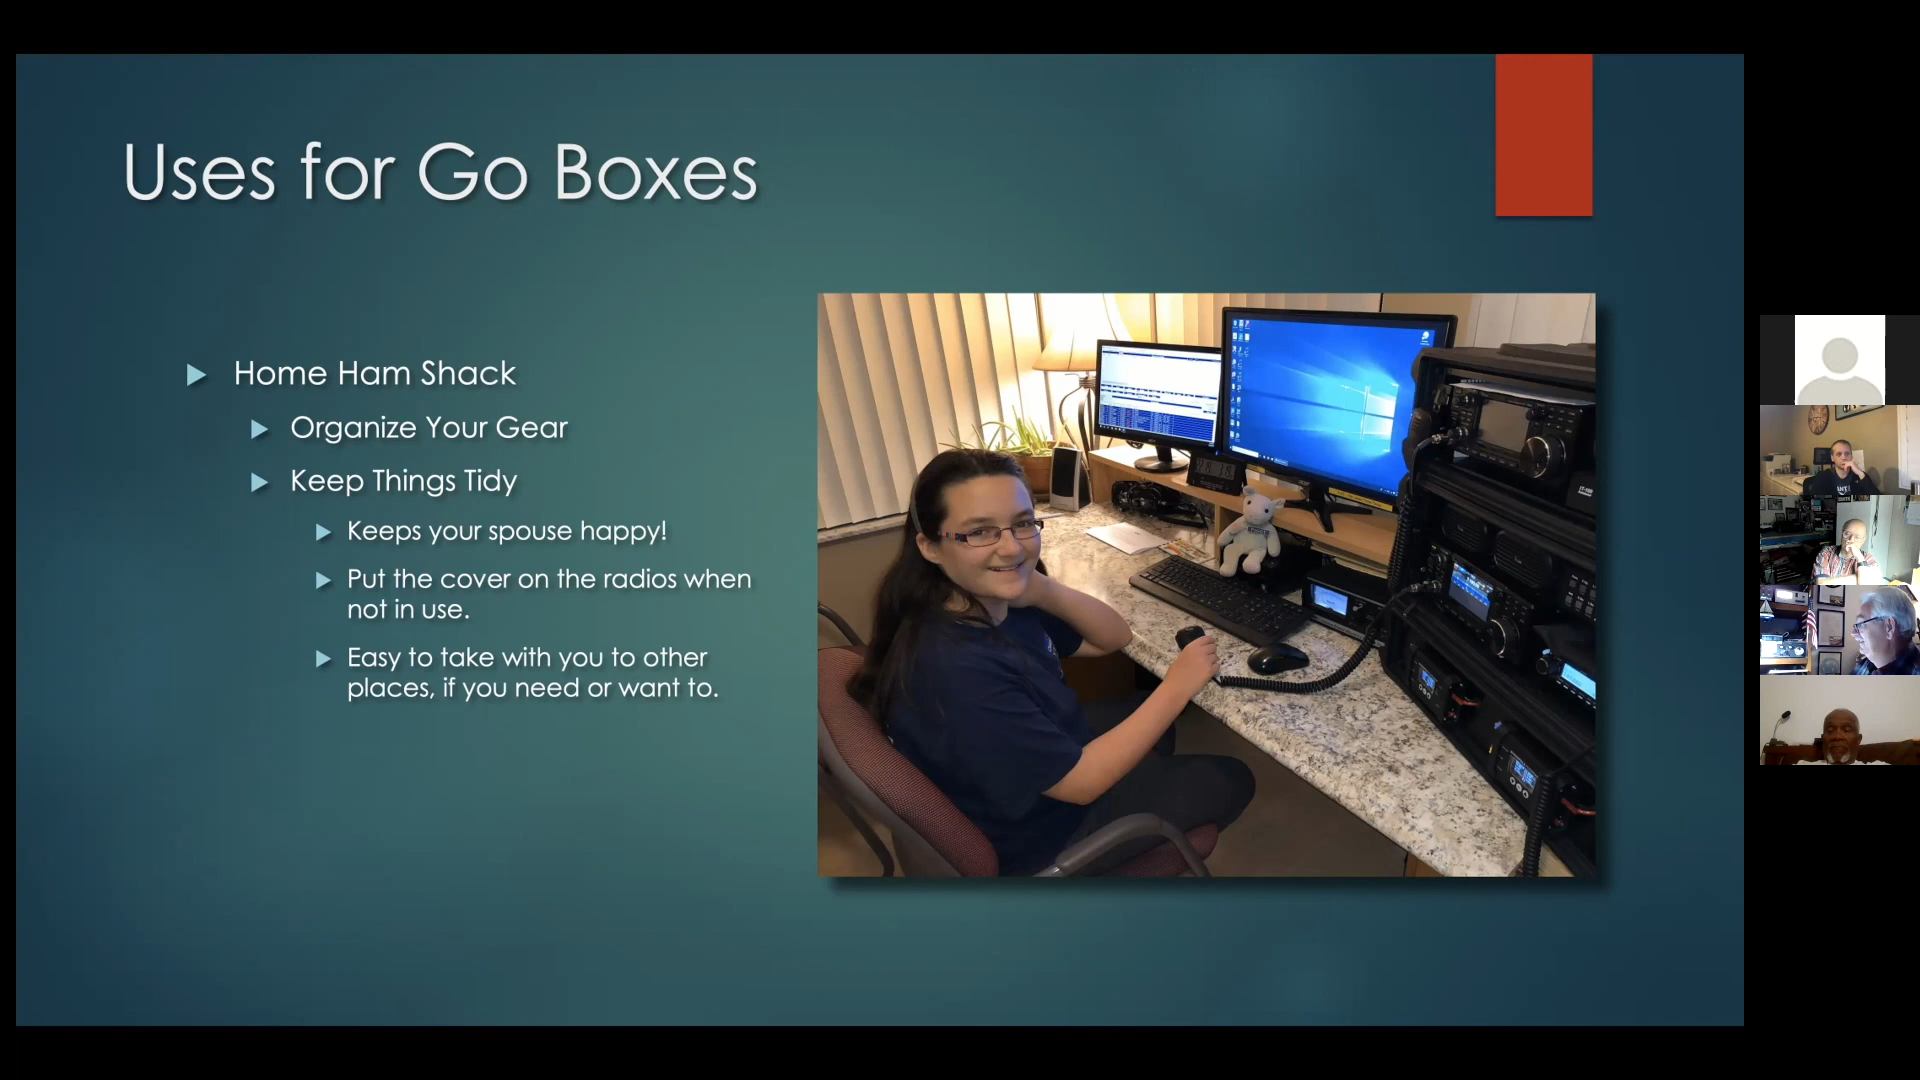 Uses for Go Boxes
Home Ham Shack
Organize Your Gear
Keep Things Tidy
Keeps your spouse happy!
Put the cover on the radios when
not in use.
Easy to take with you to other
places, if you need or want to.